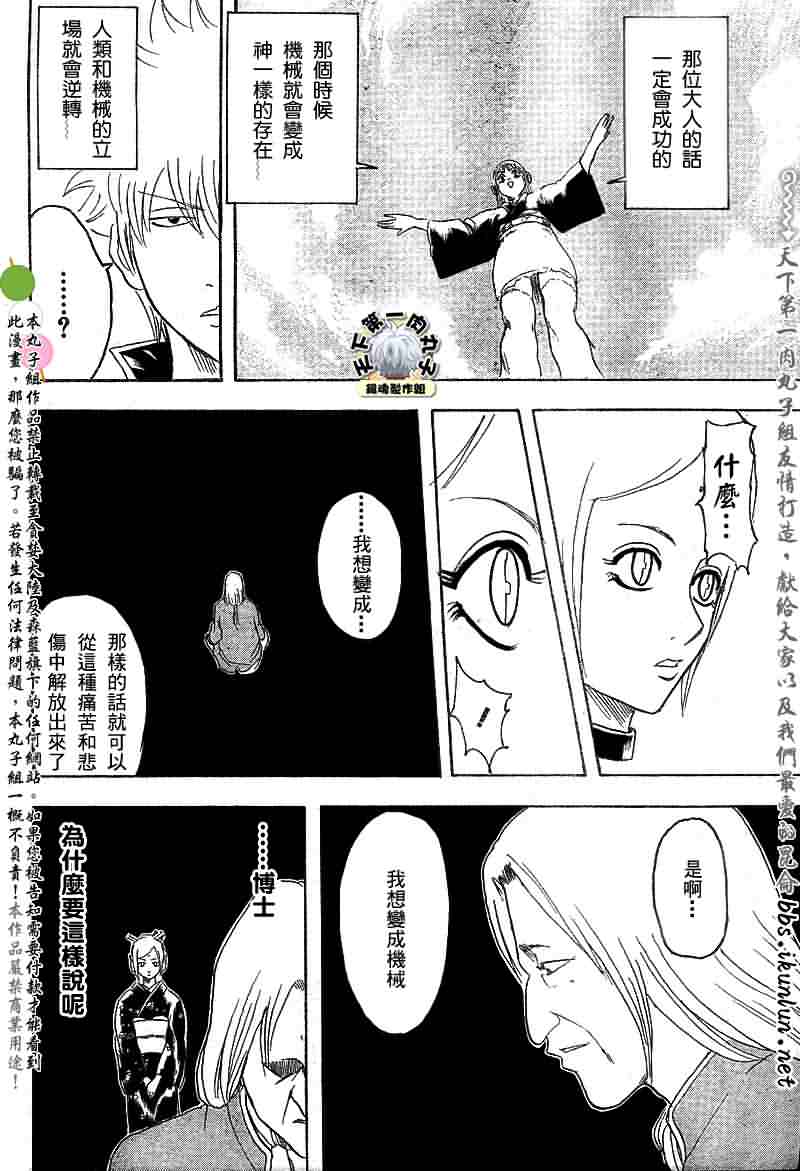 那位大人的話
一定會成功的
那個時候
機械就會變成
神一樣的存在…
人類和機械的立
場就會逆轉…
……?
天下第一肉丸子
銀魂製作組
什麼…
…!
……我想變成…
那樣的話就可以
從這種痛苦和悲
傷中解放出來了
是啊…
我想變成機械
……博士
為什麼要這樣說呢
天下第一肉丸子組友情打造，獻給大家以及我們最愛的昆侖bbs.ikunlun.net
本丸子組作品禁止轉載至貪婪大陸及森藍旗下的任何網站。如果您被告知需要付款才能看到
此漫畫，那麼您被騙了。若發生任何法律問題，本丸子組一概不負責！本作品嚴禁商業用途！